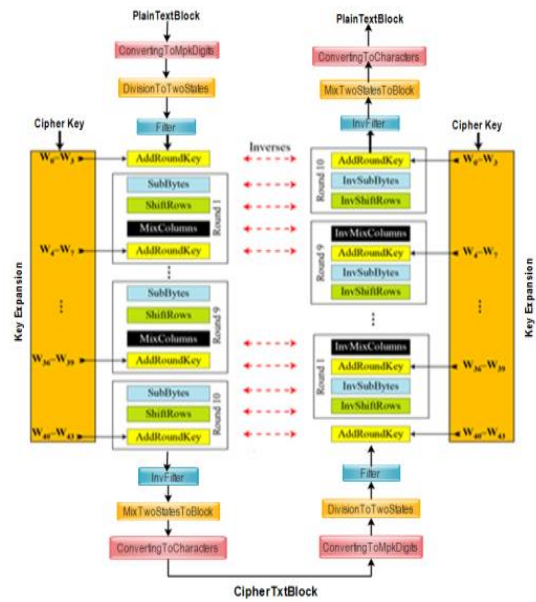 PlainTextBlock
ConvertingToMpkDigits
DivisionToTwoStates
Filter
Cipher Key
W0–W3
AddRoundKey
SubBytes
ShiftRows
MixColumns
W4–W7
AddRoundKey
Round 1
...
SubBytes
ShiftRows
MixColumns
W36–W39
AddRoundKey
Round 9
SubBytes
ShiftRows
W40–W43
AddRoundKey
Round 10
Key Expansion
InvFilter
MixTwoStatesToBlock
ConvertingToCharacters
Inverses
PlainTextBlock
ConvertingToCharacters
MixTwoStatesToBlock
InvFilter
Cipher Key
AddRoundKey
W0–W3
InvSubBytes
InvShiftRows
Round 10
InvMixColumns
AddRoundKey
W4–W7
InvSubBytes
InvShiftRows
Round 9
...
InvMixColumns
AddRoundKey
W36–W39
InvSubBytes
InvShiftRows
Round 1
AddRoundKey
W40–W43
Key Expansion
Filter
DivisionToTwoStates
ConvertingToMpkDigits
CipherTxtBlock